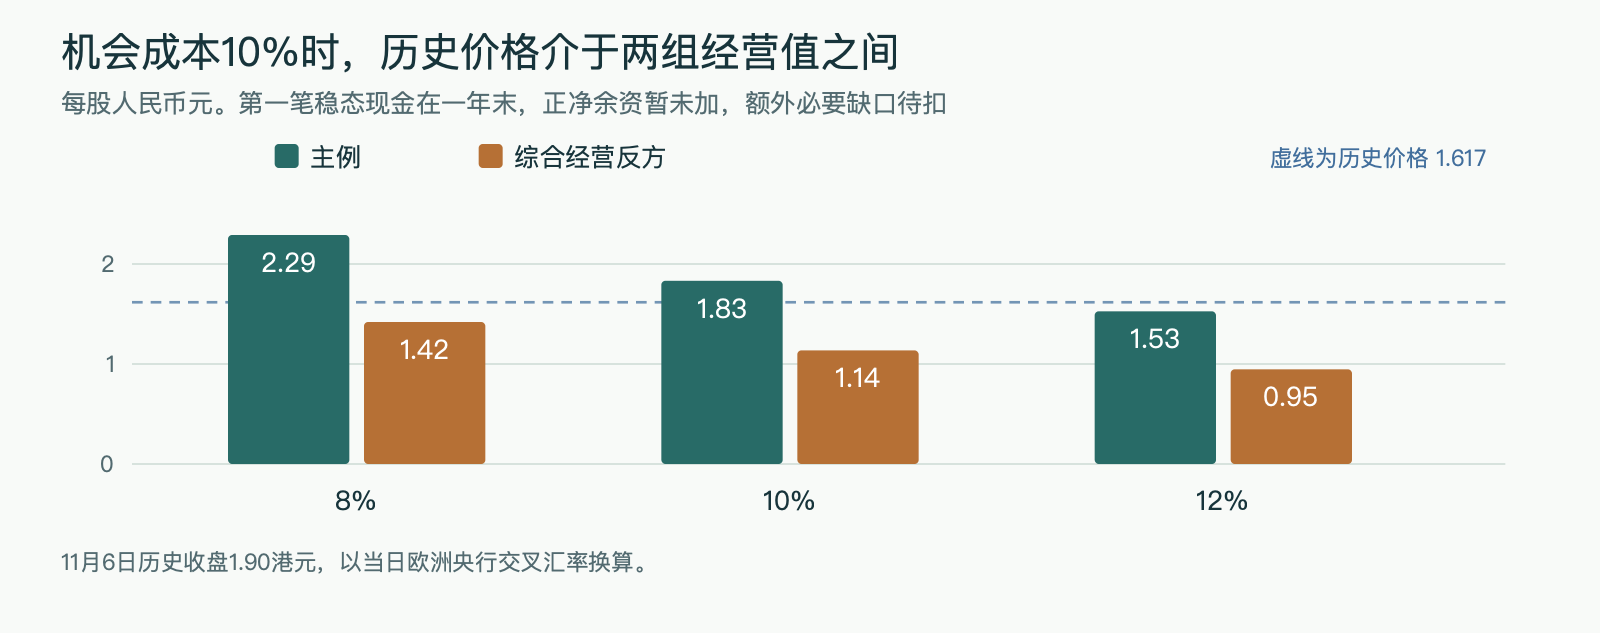 机会成本10%时，历史价格介于两组经营值之间
每股人民币元。第一笔稳态现金在一年末，正净余资暂未加，额外必要缺口待扣
主例
综合经营反方
虚线为历史价格 1.617
2
1
0
2.29
1.42
1.83
1.14
1.53
0.95
8%
10%
12%
11月6日历史收盘1.90港元，以当日欧洲央行交叉汇率换算。